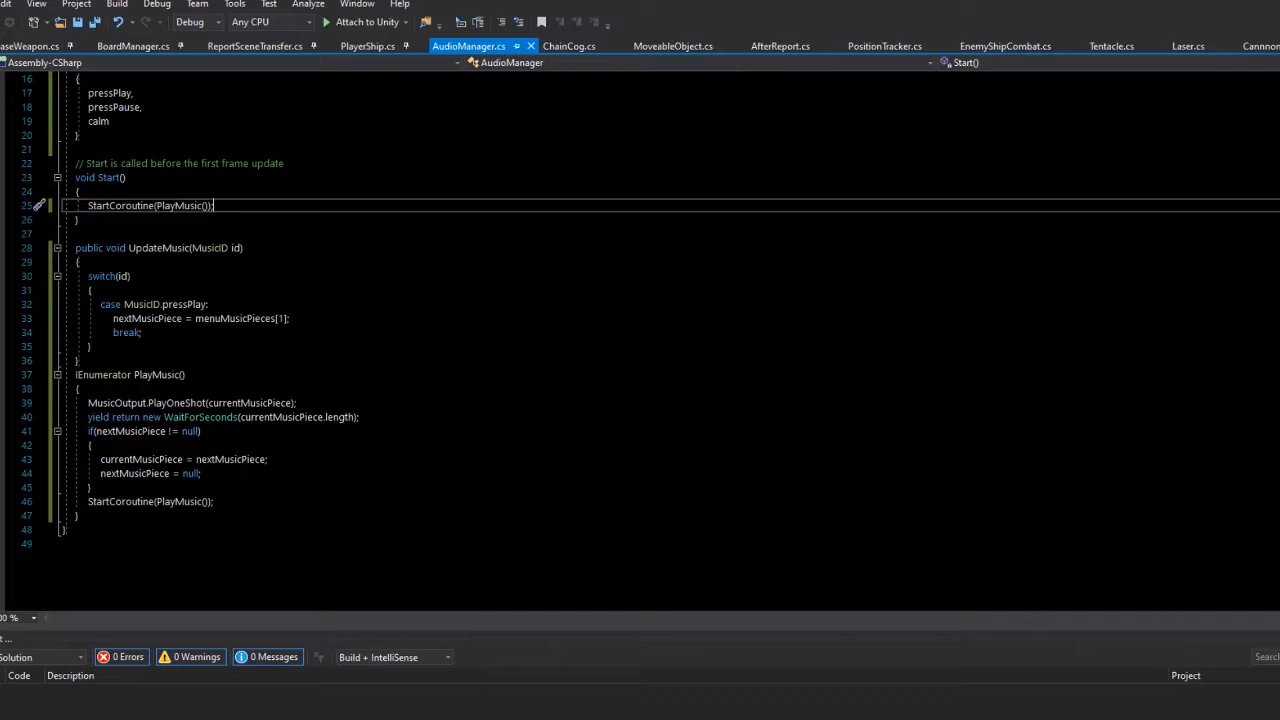 dit View Project Build Debug Team Tools Test Analyze Window Help
Debug Any CPU Attach to Unity
aseWeapon.cs BoardManager.cs ReportSceneTransfer.cs PlayerShip.cs AudioManager.cs ChainCog.cs MoveableObject.cs AfterReport.cs PositionTracker.cs EnemyShipCombat.cs Tentacle.cs Laser.cs Cannnon
Assembly-CSharp AudioManager Start()
16 {
17 pressPlay,
18 pressPause,
19 calm
20 }
21
22 // Start is called before the first frame update
23 void Start()
24 {
25 StartCoroutine(PlayMusic());
26 }
27
28 public void UpdateMusic(MusicID id)
29 {
30 switch(id)
31 {
32 case MusicID.pressPlay:
33 nextMusicPiece = menuMusicPieces[1];
34 break;
35 }
36 }
37 IEnumerator PlayMusic()
38 {
39 MusicOutput.PlayOneShot(currentMusicPiece);
40 yield return new WaitForSeconds(currentMusicPiece.length);
41 if(nextMusicPiece != null)
42 {
43 currentMusicPiece = nextMusicPiece;
44 nextMusicPiece = null;
45 }
46 StartCoroutine(PlayMusic());
47 }
48 }
49
00 %
t ...
Solution 0 Errors 0 Warnings 0 Messages Build + IntelliSense Searc
Code Description Project